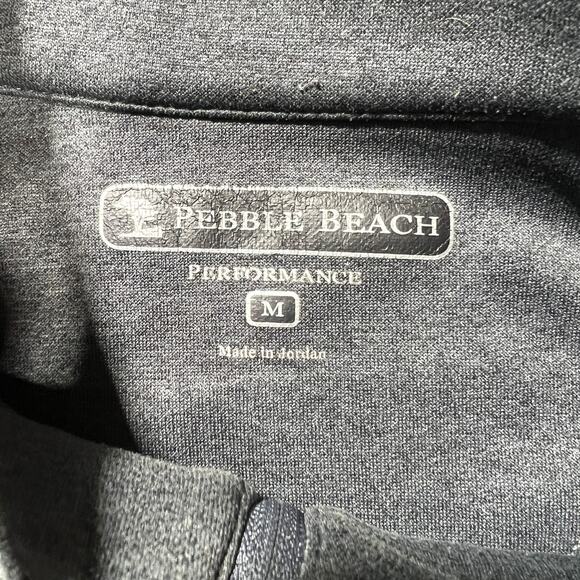 PEBBLE BEACH
PERFORMANCE
M
Made in Jordan